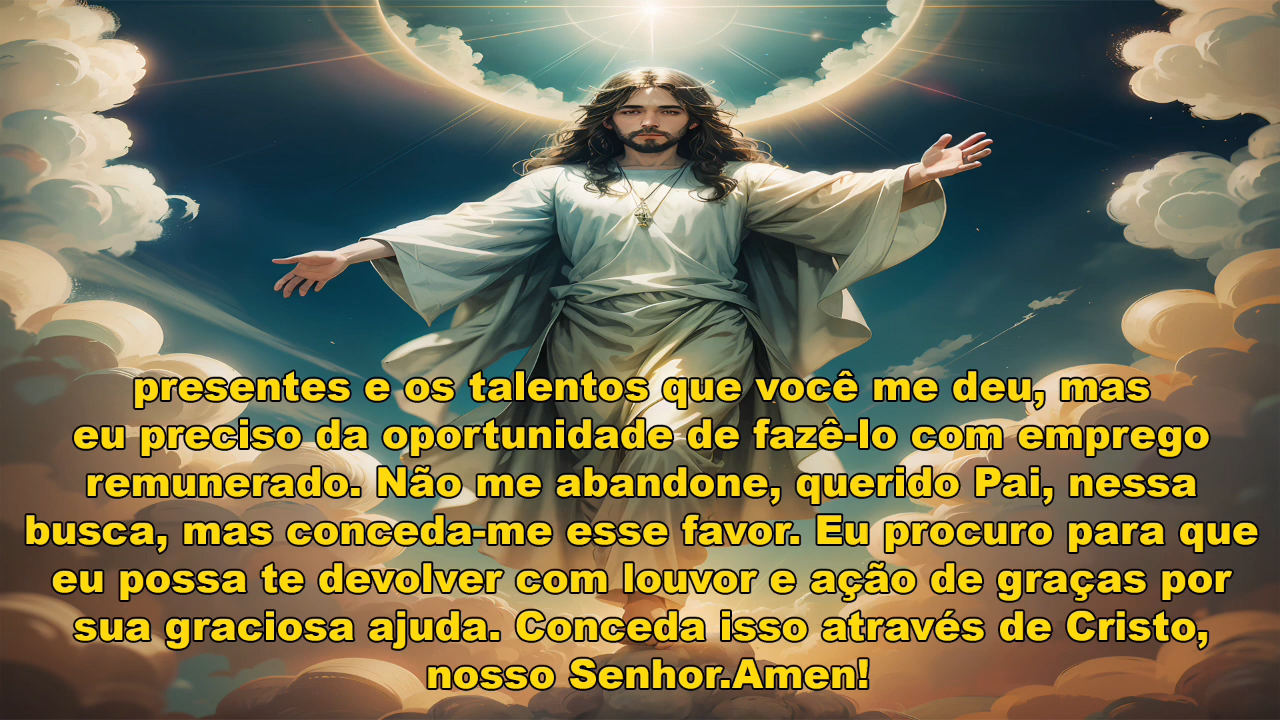 presentes e os talentos que você me deu, mas
eu preciso da oportunidade de fazê-lo com emprego
remunerado. Não me abandone, querido Pai, nessa
busca, mas conceda-me esse favor. Eu procuro para que
eu possa te devolver com louvor e ação de graças por
sua graciosa ajuda. Conceda isso através de Cristo,
nosso Senhor.Amen!